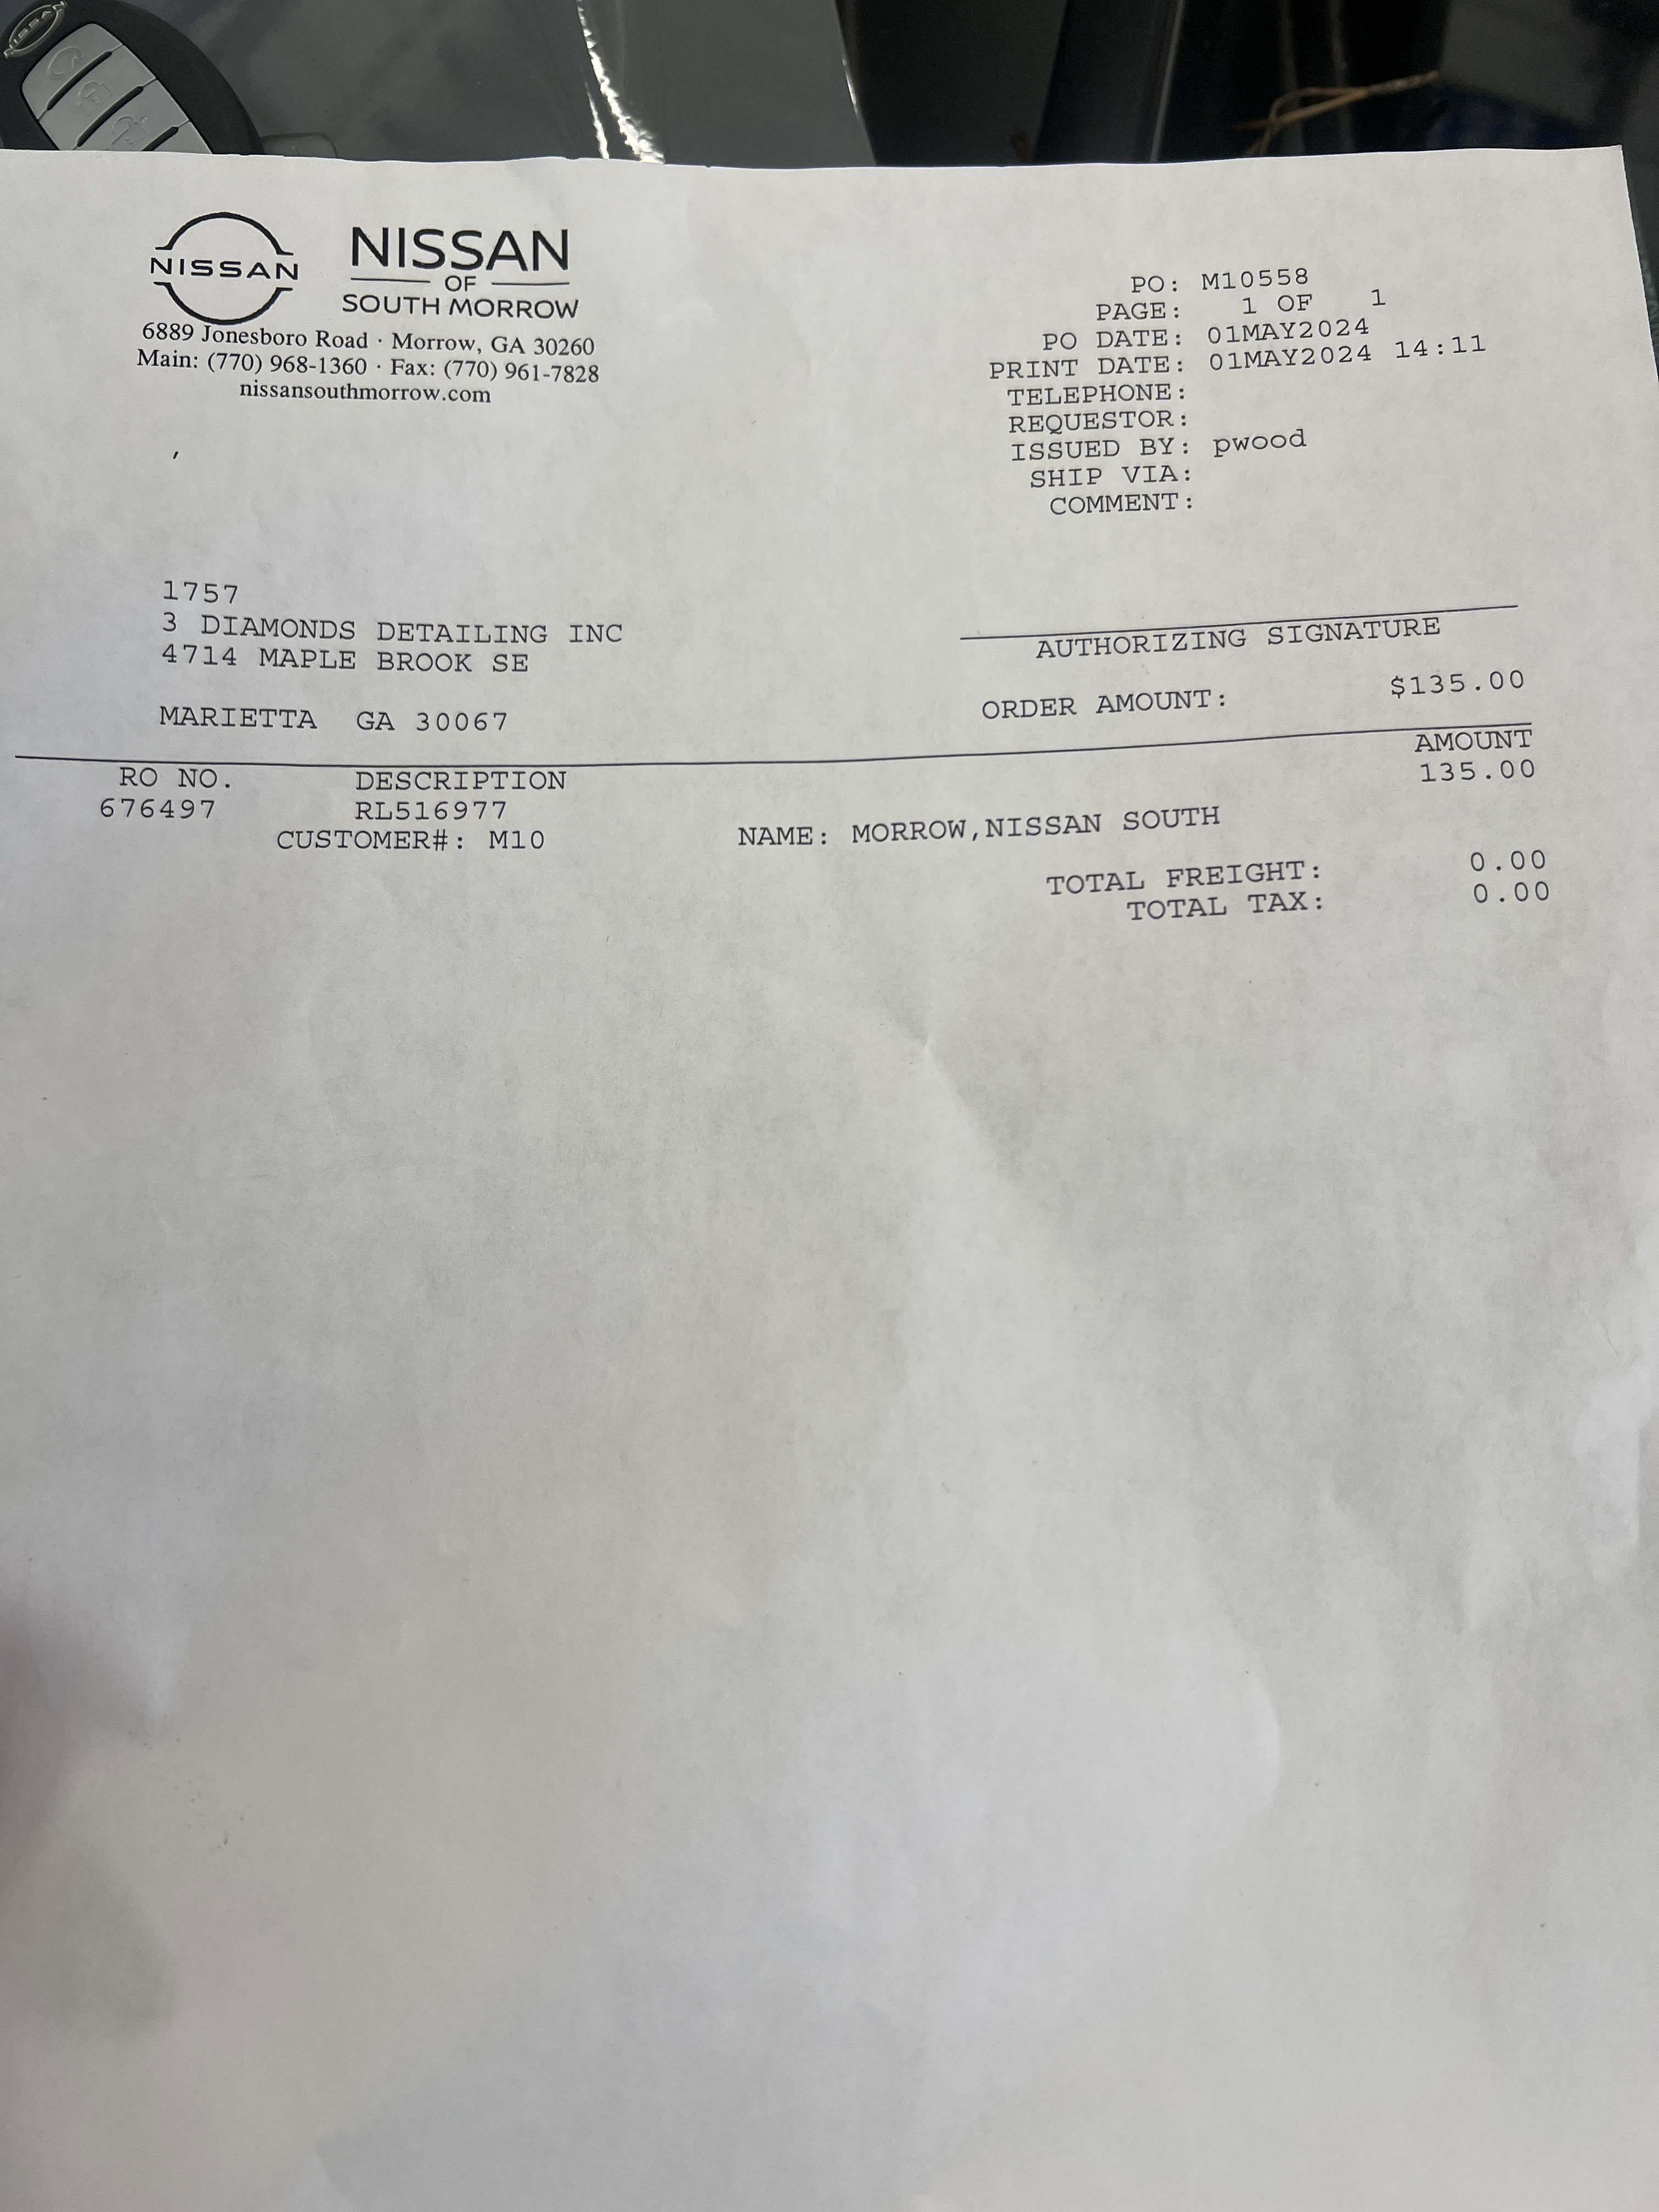 NISSAN
NISSAN
NISSAN
OF
SOUTH MORROW
6889 Jonesboro Road · Morrow, GA 30260
Main: (770) 968-1360 · Fax: (770) 961-7828
nissansouthmorrow.com
PO: M10558
PAGE: 1 OF 1
PO DATE: 01MAY2024
PRINT DATE: 01MAY2024 14:11
TELEPHONE:
REQUESTOR:
ISSUED BY: pwood
SHIP VIA:
COMMENT:
1757
3 DIAMONDS DETAILING INC
4714 MAPLE BROOK SE
MARIETTA GA 30067
AUTHORIZING SIGNATURE
ORDER AMOUNT: $135.00
RO NO. DESCRIPTION AMOUNT
676497 RL516977 135.00
CUSTOMER#: M10 NAME: MORROW,NISSAN SOUTH
TOTAL FREIGHT: 0.00
TOTAL TAX: 0.00